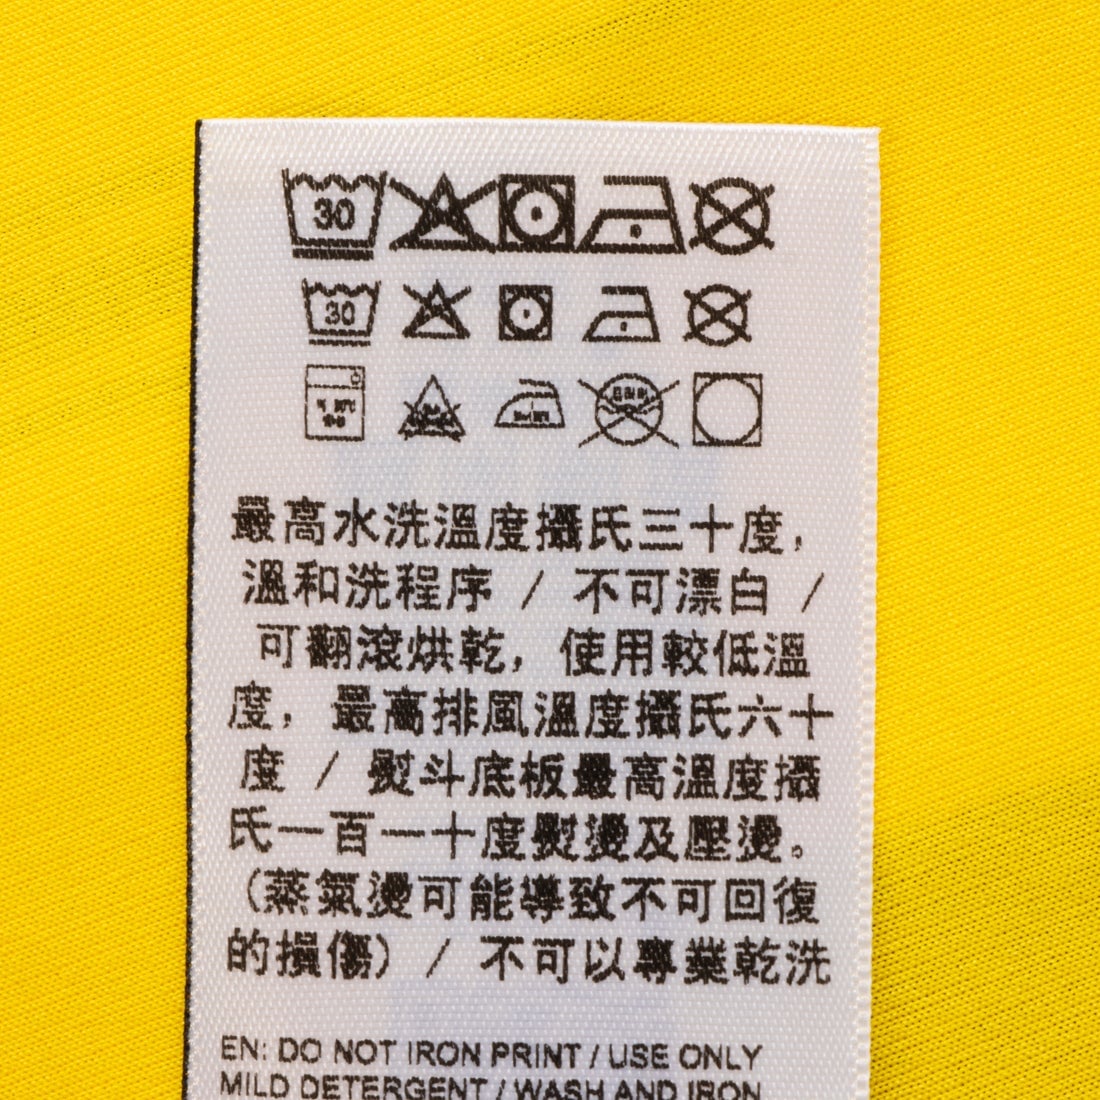 30
30
最高水洗溫度攝氏三十度，
溫和洗程序 / 不可漂白 /
可翻滾烘乾，使用較低溫
度，最高排風溫度攝氏六十
度 / 熨斗底板最高溫度攝
氏一百一十度熨燙及壓燙。
（蒸氣燙可能導致不可回復
的損傷） / 不可以專業乾洗
EN: DO NOT IRON PRINT / USE ONLY
MILD DETERGENT / WASH AND IRON